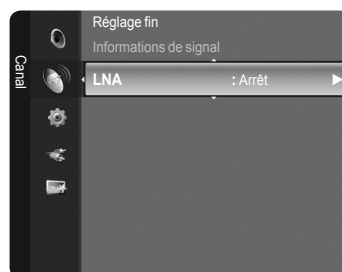 Canal
Réglage fin
Informations de signal
LNA : Arrêt